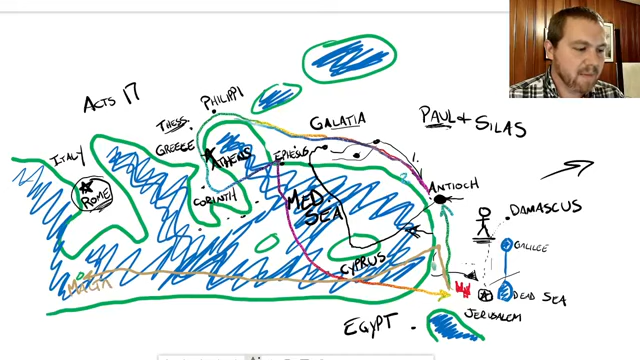 ACTS 17
PHILIPPI
THESS.
GREECE
GALATIA
PAUL & SILAS
ITALY
ROME
ATHENS
EPHESUS
CORINTH
MED
SEA
ANTIOCH
DAMASCUS
GALILEE
CYPRUS
DEAD SEA
JERUSALEM
EGYPT
1.